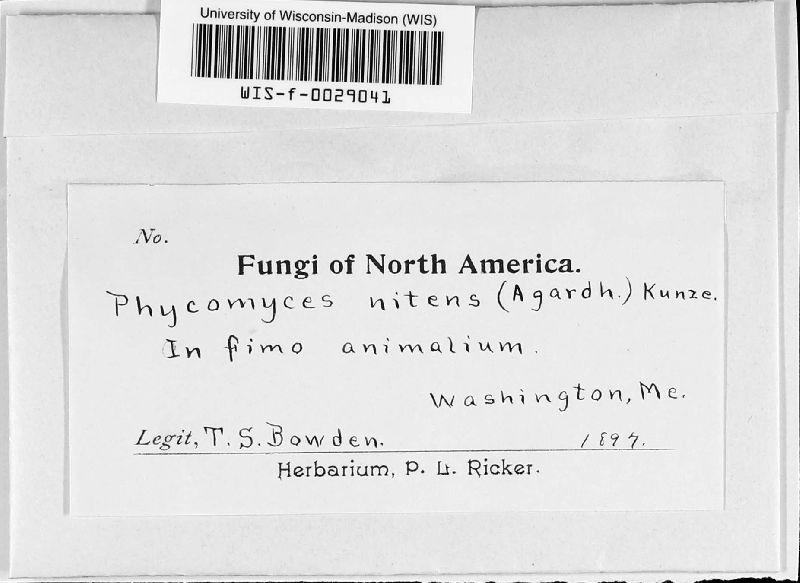 University of Wisconsin-Madison (WIS)
WIS-f-0029041
No.
Fungi of North America.
Phycomyces nitens (Agardh.) Kunze.
In fimo animalium.
Washington, Me.
Legit, T. S. Bowden. 1897.
Herbarium, P. L. Ricker.